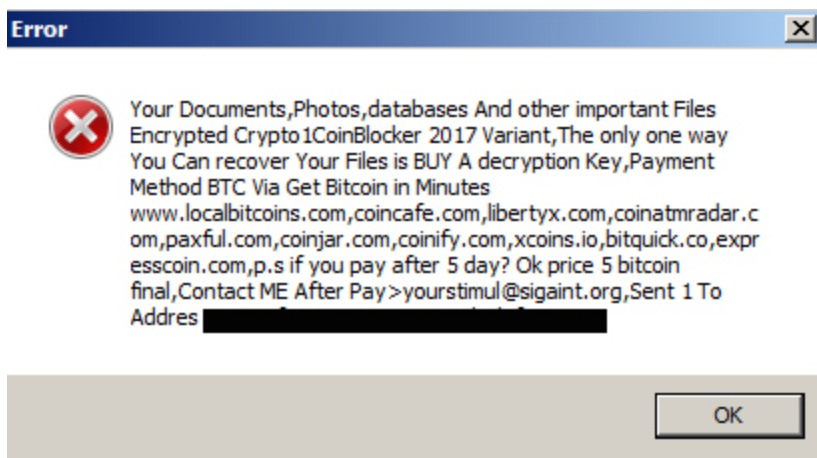 Error
Your Documents,Photos,databases And other important Files
Encrypted Crypto1CoinBlocker 2017 Variant,The only one way
You Can recover Your Files is BUY A decryption Key,Payment
Method BTC Via Get Bitcoin in Minutes
www.localbitcoins.com,coincafe.com,libertyx.com,coinatmradar.c
om,paxful.com,coinjar.com,coinify.com,xcoins.io,bitquick.co,expr
esscoin.com,p.s if you pay after 5 day? Ok price 5 bitcoin
final,Contact ME After Pay>yourstimul@sigaint.org,Sent 1 To
Addres
OK